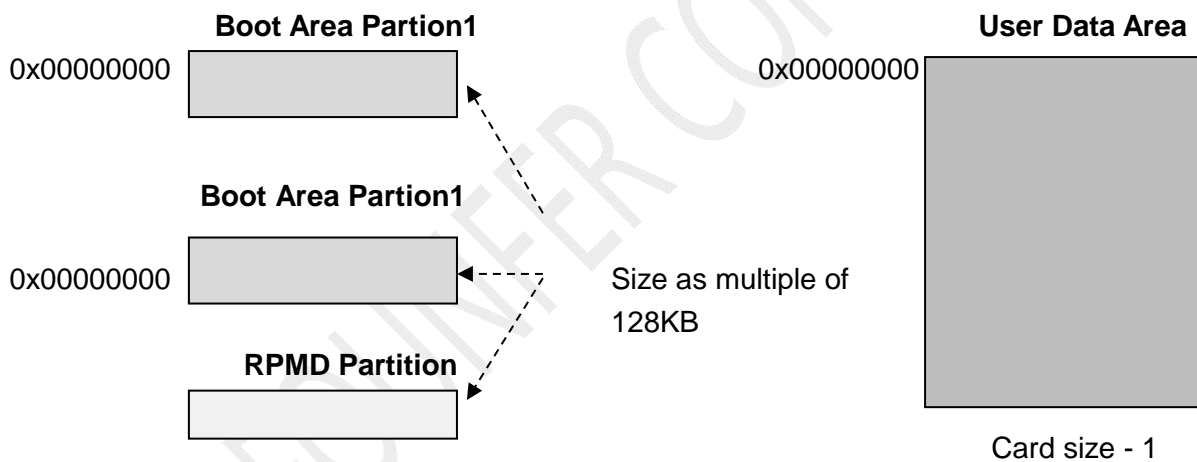 Boot Area Partion1
0x00000000
Boot Area Partion1
0x00000000
RPMD Partition
Size as multiple of
128KB
User Data Area
0x00000000
Card size - 1